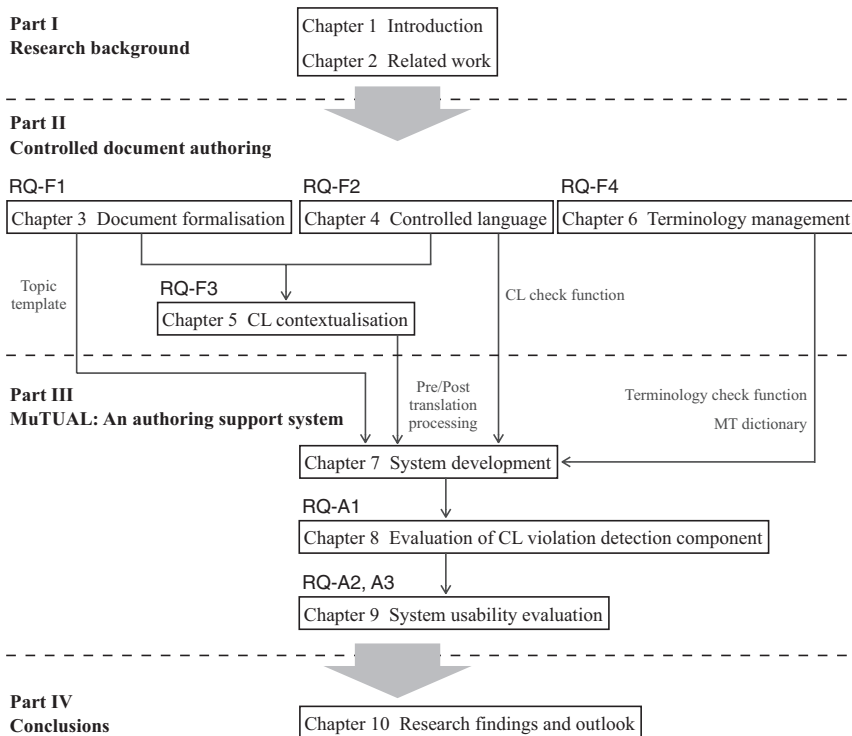 Part I
Research background
Chapter 1 Introduction
Chapter 2 Related work
Part II
Controlled document authoring
RQ-F1
Chapter 3 Document formalisation
RQ-F2
Chapter 4 Controlled language
RQ-F4
Chapter 6 Terminology management
Topic
template
RQ-F3
Chapter 5 CL contextualisation
CL check function
Part III
MuTUAL: An authoring support system
Pre/Post
translation
processing
Terminology check function
MT dictionary
Chapter 7 System development
RQ-A1
Chapter 8 Evaluation of CL violation detection component
RQ-A2, A3
Chapter 9 System usability evaluation
Part IV
Conclusions
Chapter 10 Research findings and outlook